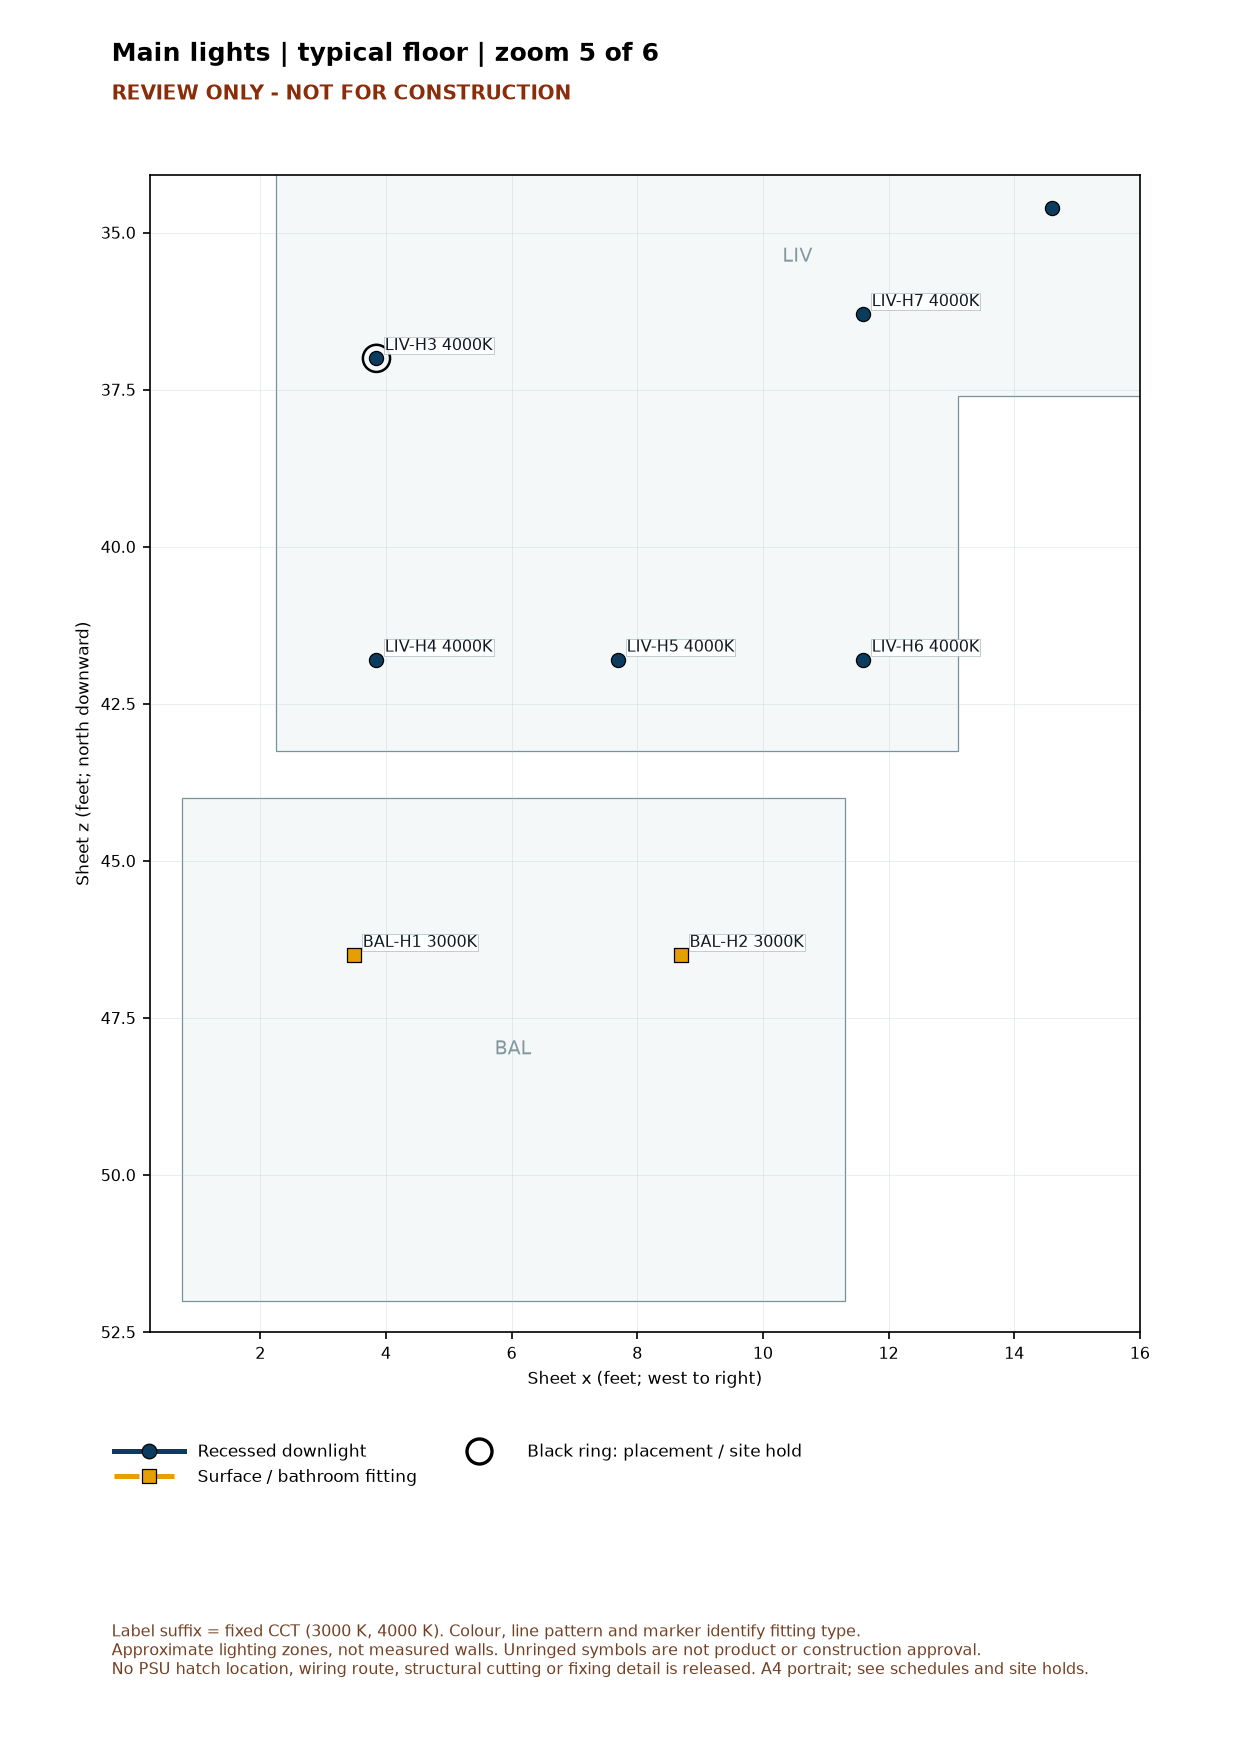 Main lights | typical floor | zoom 5 of 6
REVIEW ONLY - NOT FOR CONSTRUCTION
35.0
LIV
LIV-H7 4000K
LIV-H3 4000K
37.5
40.0
LIV-H4 4000K
LIV-H5 4000K
LIV-H6 4000K
42.5
Sheet z (feet; north downward)
45.0
BAL-H1 3000K
BAL-H2 3000K
47.5
BAL
50.0
52.5
2 4 6 8 10 12 14 16
Sheet x (feet; west to right)
Recessed downlight
Black ring: placement / site hold
Surface / bathroom fitting
Label suffix = fixed CCT (3000 K, 4000 K). Colour, line pattern and marker identify fitting type.
Approximate lighting zones, not measured walls. Unringed symbols are not product or construction approval.
No PSU hatch location, wiring route, structural cutting or fixing detail is released. A4 portrait; see schedules and site holds.